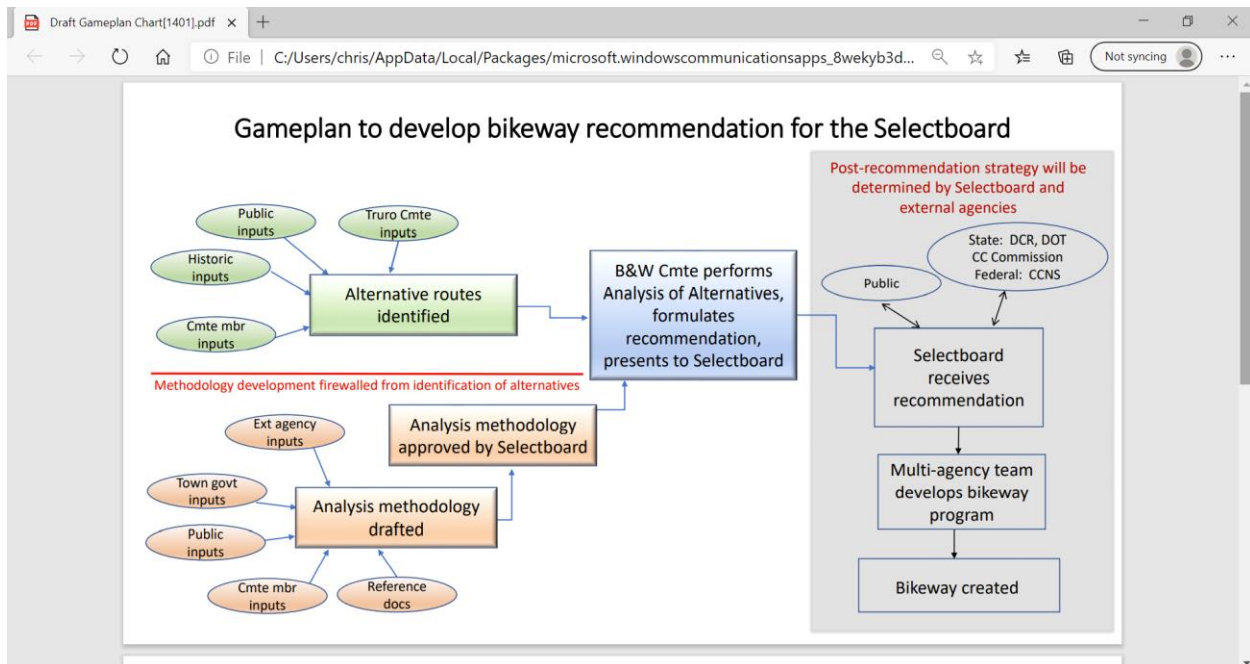 Draft Gameplan Chart[1401].pdf
File | C:/Users/chris/AppData/Local/Packages/microsoft.windowscommunicationsapps_8wekyb3d...
Not syncing
Gameplan to develop bikeway recommendation for the Selectboard
Public
inputs
Truro Cmte
inputs
Historic
inputs
Cmte mbr
inputs
Alternative routes
identified
Methodology development firewalled from identification of alternatives
Ext agency
inputs
Town govt
inputs
Public
inputs
Cmte mbr
inputs
Reference
docs
Analysis methodology
drafted
Analysis methodology
approved by Selectboard
B&W Cmte performs
Analysis of Alternatives,
formulates
recommendation,
presents to Selectboard
Post-recommendation strategy will be
determined by Selectboard and
external agencies
Public
State: DCR, DOT
CC Commission
Federal: CCNS
Selectboard
receives
recommendation
Multi-agency team
develops bikeway
program
Bikeway created